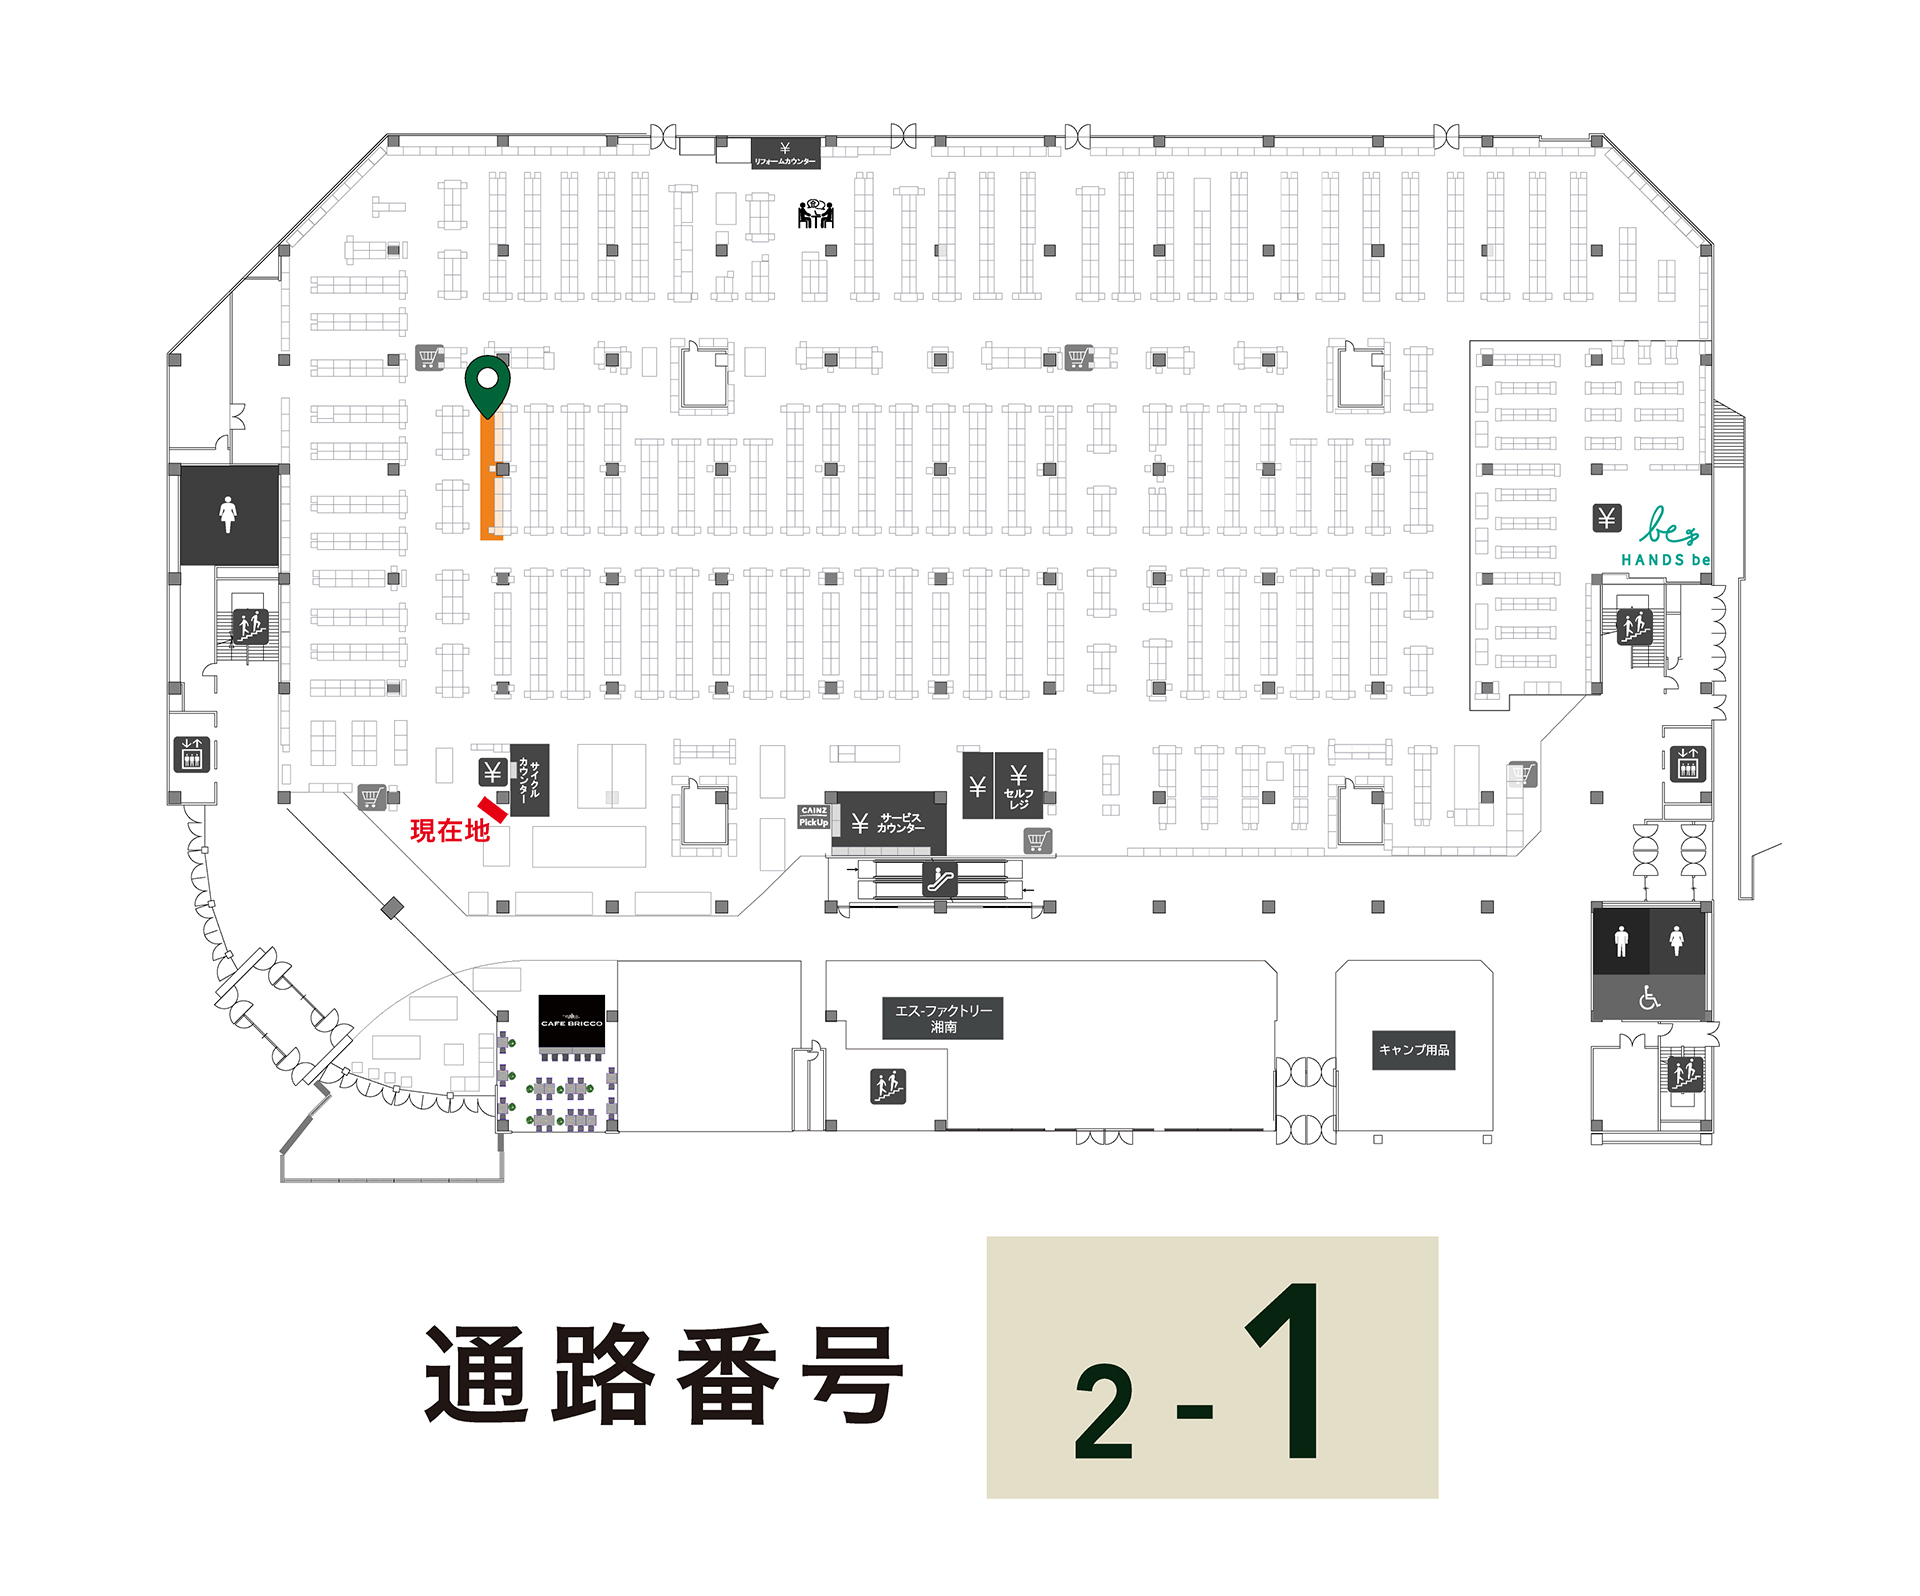 ¥
リフォームカウンター
¥
be
HANDS be
¥
サイクル
カウンター
現在地
¥
¥
セルフ
レジ
CAINZ
PickUp
¥
サービス
カウンター
CAFE BRICCO
エス-ファクトリー
湘南
キャンプ用品
通路番号
2-1